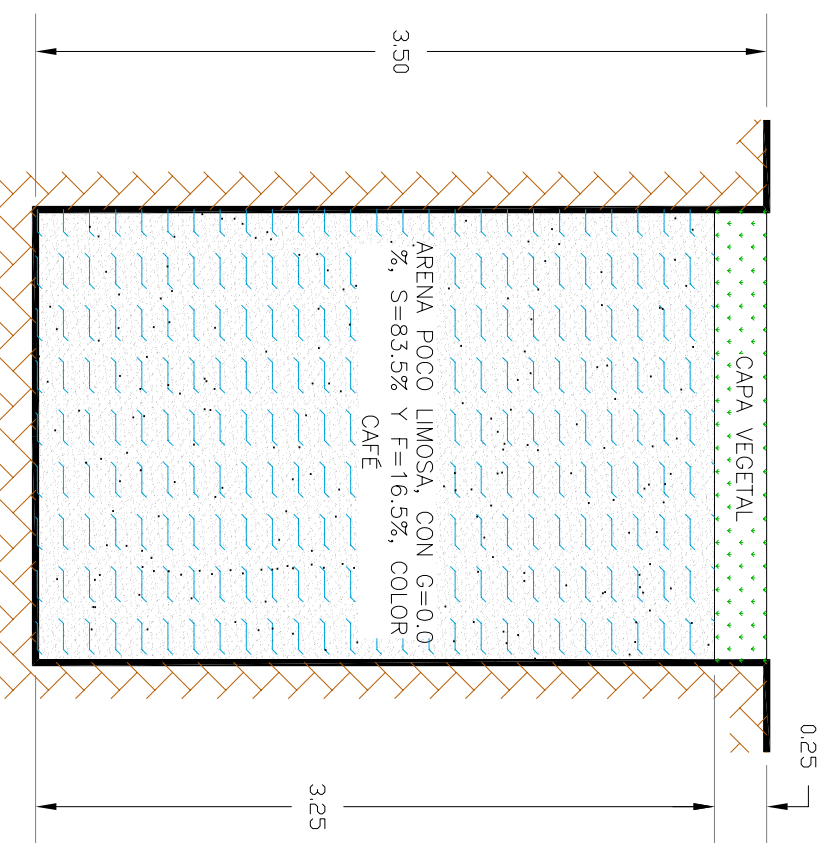 0.25
CAPA VEGETAL
3.50
ARENA POCO LIMOSA, CON G=0.0
%, S=83.5% Y F=16.5%, COLOR
CAFÉ
3.25